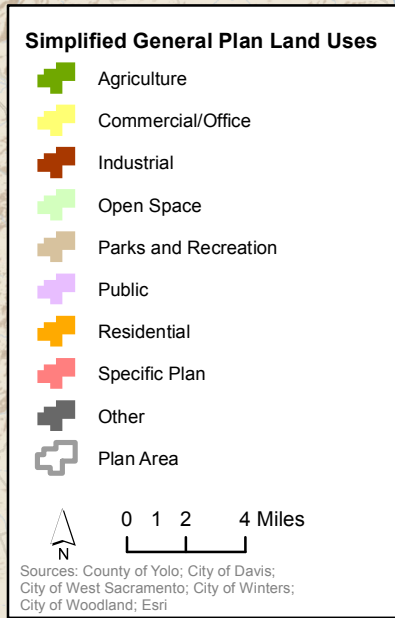 Simplified General Plan Land Uses
Agriculture
Commercial/Office
Industrial
Open Space
Parks and Recreation
Public
Residential
Specific Plan
Other
Plan Area
N
0 1 2 4 Miles
Sources: County of Yolo; City of Davis;
City of West Sacramento; City of Winters;
City of Woodland; Esri